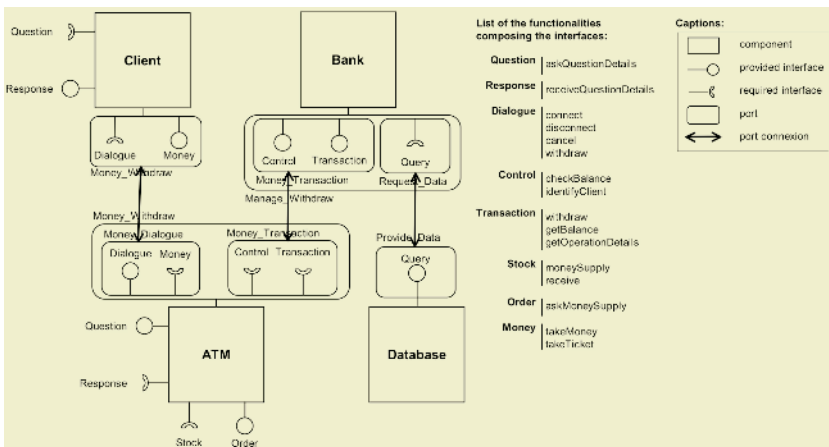 Question
Response
Client
Dialogue Money
Money_Withdraw
Bank
Control Transaction
Money_Transaction
Query
Request_Data
Manage_Withdraw
Money_Withdraw
Money_Dialogue
Dialogue Money
Money_Transaction
Control Transaction
Provide_Data
Query
Question
Response
ATM
Stock Order
Database
List of the functionalities
composing the interfaces:
Question askQuestionDetails
Response receiveQuestionDetails
Dialogue connect
disconnect
cancel
withdraw
Control checkBalance
identifyClient
Transaction withdraw
getBalance
getOperationDetails
Stock moneySupply
receive
Order askMoneySupply
Money takeMoney
takeTicket
Captions:
component
provided interface
required interface
port
port connexion